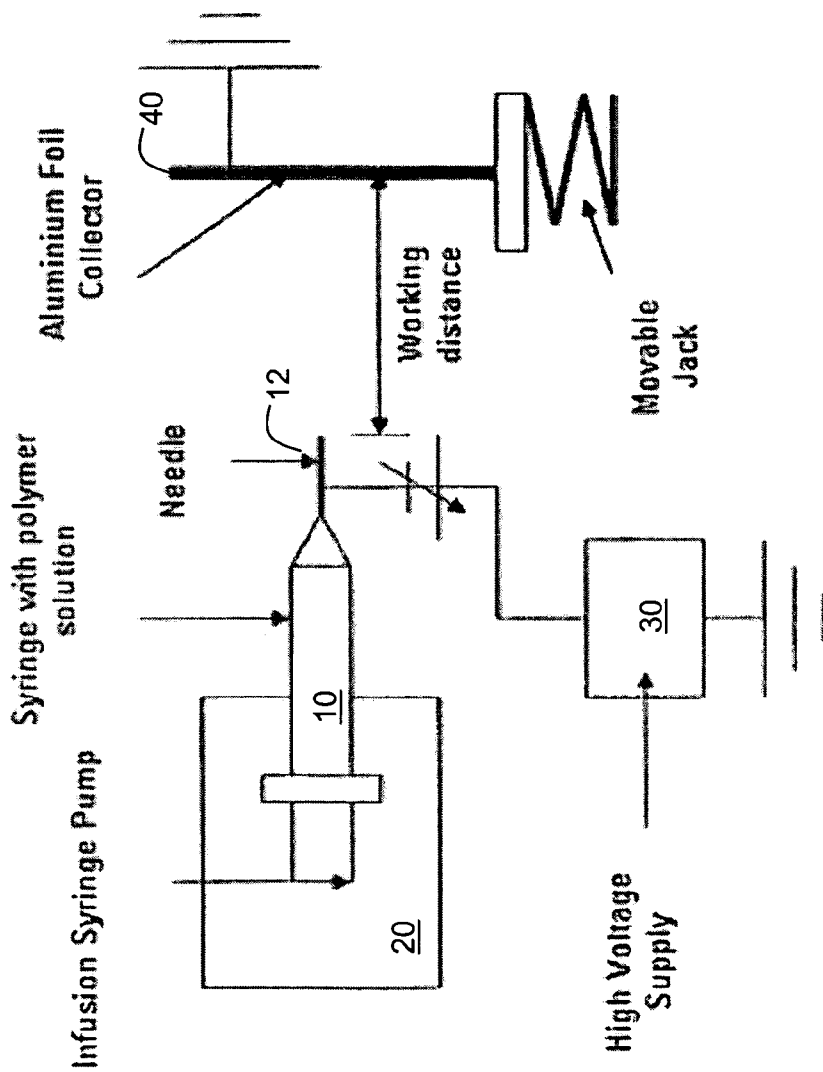 Infusion Syringe Pump
Syringe with polymer
solution
Needle
Aluminium Foil
Collector
40
12
10
20
30
Working
distance
High Voltage
Supply
Movable
Jack